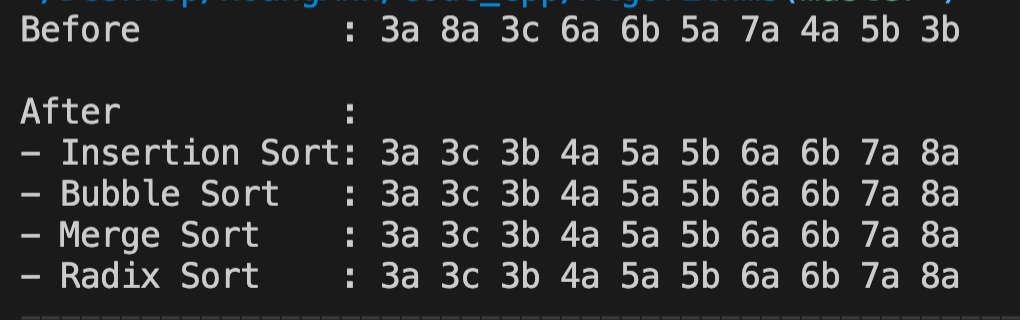 Before : 3a 8a 3c 6a 6b 5a 7a 4a 5b 3b
After :
– Insertion Sort: 3a 3c 3b 4a 5a 5b 6a 6b 7a 8a
– Bubble Sort : 3a 3c 3b 4a 5a 5b 6a 6b 7a 8a
– Merge Sort : 3a 3c 3b 4a 5a 5b 6a 6b 7a 8a
– Radix Sort : 3a 3c 3b 4a 5a 5b 6a 6b 7a 8a